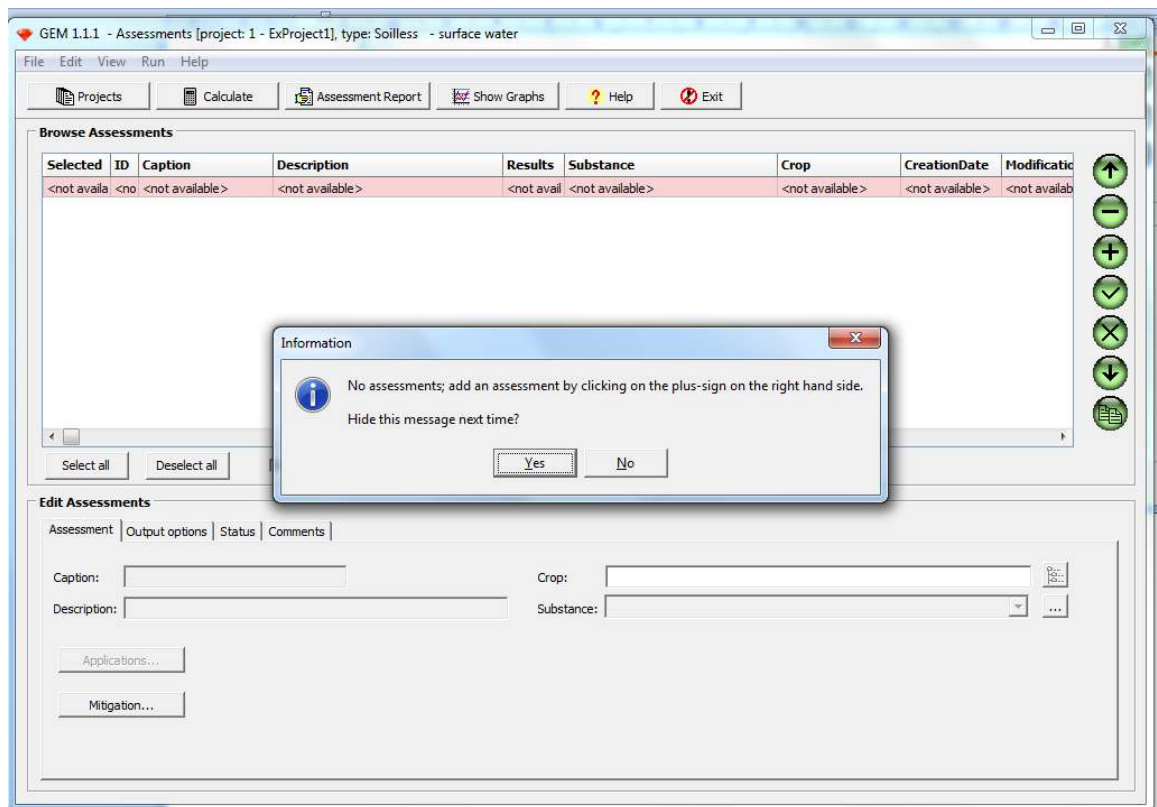 GEM 1.1.1 - Assessments [project: 1 - ExProject1], type: Soilless - surface water
File Edit View Run Help
Projects Calculate Assessment Report Show Graphs ? Help Exit
Browse Assessments
Selected ID Caption Description Results Substance Crop CreationDate Modificatio
<not availa <no <not available> <not available> <not avail <not available> <not available> <not available> <not availab
Information
No assessments; add an assessment by clicking on the plus-sign on the right hand side.
Hide this message next time?
Yes No
Select all Deselect all
Edit Assessments
Assessment Output options Status Comments
Caption: Crop:
Description: Substance: ...
Applications...
Mitigation...